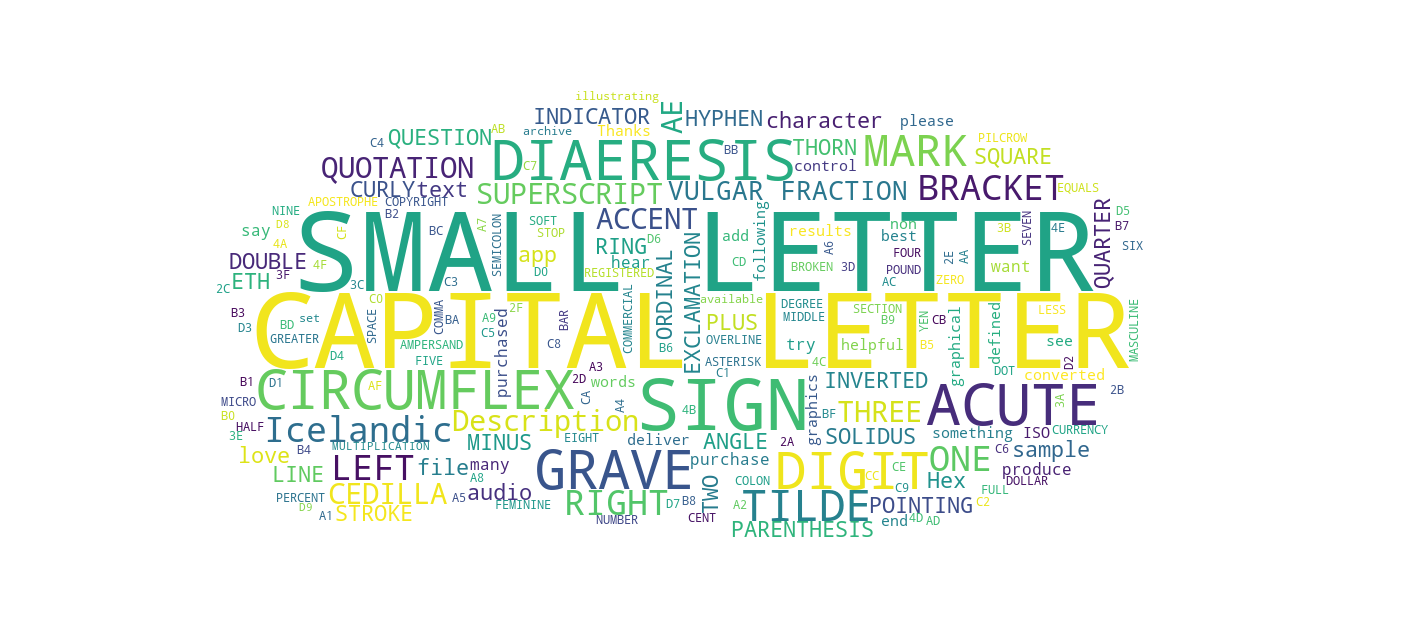 illustrating
INDICATOR AE HYPHEN character please
C4 QUESTION AB archive Thanks PILCROW
QUOTATION DIAERESIS C7 BB THORN control MARK SQUARE
CURLY text SUPERSCRIPT VULGAR FRACTION BRACKET EQUALS
APOSTROPHE COPYRIGHT
NINE B2 A7 SOFT ACCENT following QUARTER D5
say D8 CF BC SEMICOLON STOP RING D6 add results non best SEVEN 3B 4E B7
4A SMALL LETTER A6 FOUR 2E AA SIX
DOUBLE 4F app hear ORDINAL EXCLAMATION CD BROKEN 3D POUND want
2C ETH 3F 3C C3 DO REGISTERED AC ZERO
CAPITAL LETTER
B3 BD set CO SPACE COMMA BA A9 2F C5 BAR COMMERCIAL available PLUS DEGREE MIDDLE SECTION B9 YEN CB LESS MASCULINE
D3 GREATER AMPERSAND C8 B6 OVERLINE try helpful B5 graphical defined see
D4 FIVE purchased A3 ASTERISK 4C DOT D2
B1 D1 AF CIRCUMFLEX 2D words C1 graphics INVERTED converted
MICRO CA A4 4B SIGN BF THREE ACUTE 3A 2B
BO HALF Icelandic Description
3E B4 MULTIPLICATION MINUS EIGHT deliver ANGLE 2A SOLIDUS something ISO CURRENCY
love LINE LEFT file many GRAVE purchase DIGIT CC CE ONE C6 sample
A8 COLON C9 Hex produce DOLLAR
PERCENT CEDILLA A5 audio FEMININE RIGHT D7 B8 TWO A2 TILDE POINTING FULL C2
D9 A1 STROKE NUMBER CENT PARENTHESIS end 4D AD